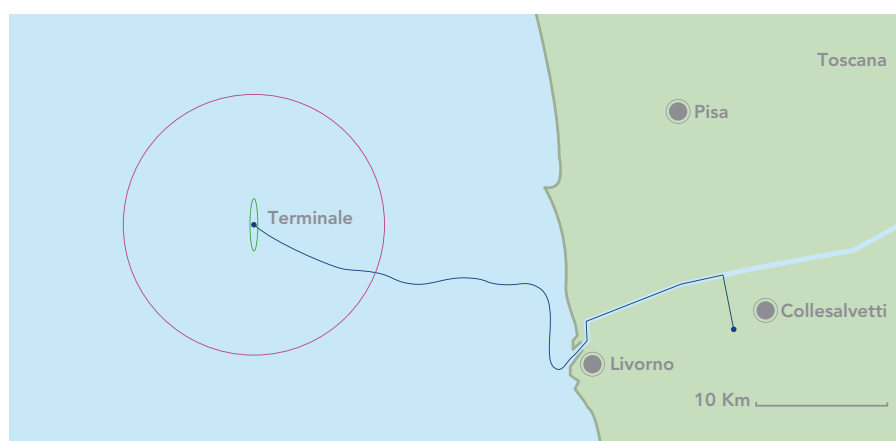 Toscana
Pisa
Terminale
Collesalvetti
Livorno
10 Km